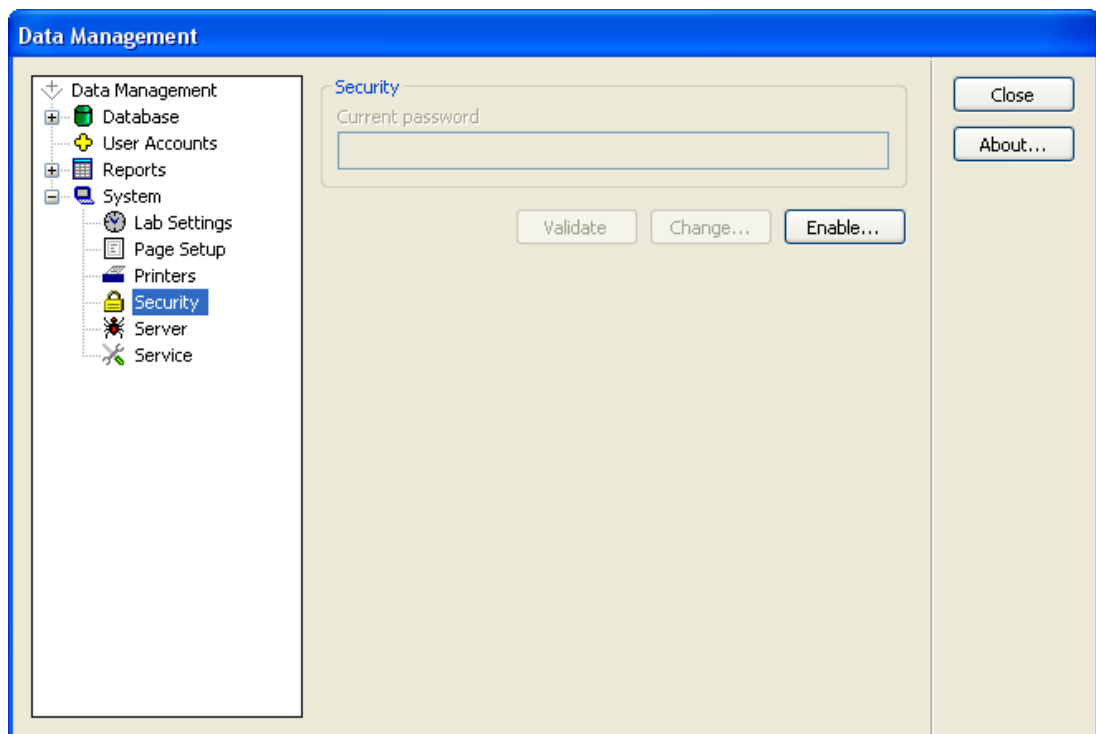 Data Management
Data Management
Database
User Accounts
Reports
System
Lab Settings
Page Setup
Printers
Security
Server
Service
Security
Current password
Validate
Change...
Enable...
Close
About...